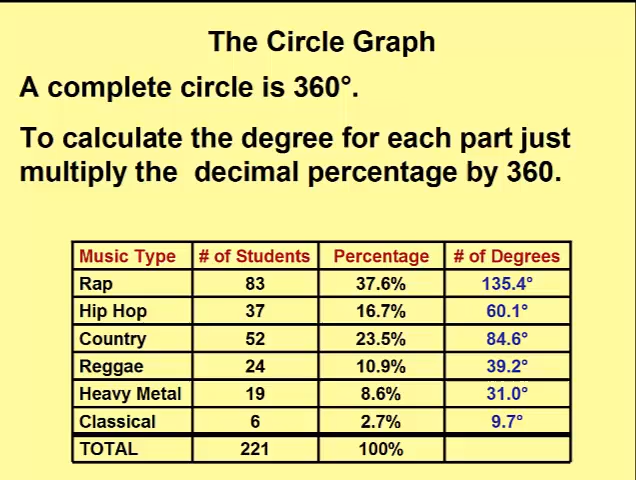 The Circle Graph
A complete circle is 360°.
To calculate the degree for each part just
multiply the decimal percentage by 360.
Music Type # of Students Percentage # of Degrees
Rap 83 37.6% 135.4°
Hip Hop 37 16.7% 60.1°
Country 52 23.5% 84.6°
Reggae 24 10.9% 39.2°
Heavy Metal 19 8.6% 31.0°
Classical 6 2.7% 9.7°
TOTAL 221 100%